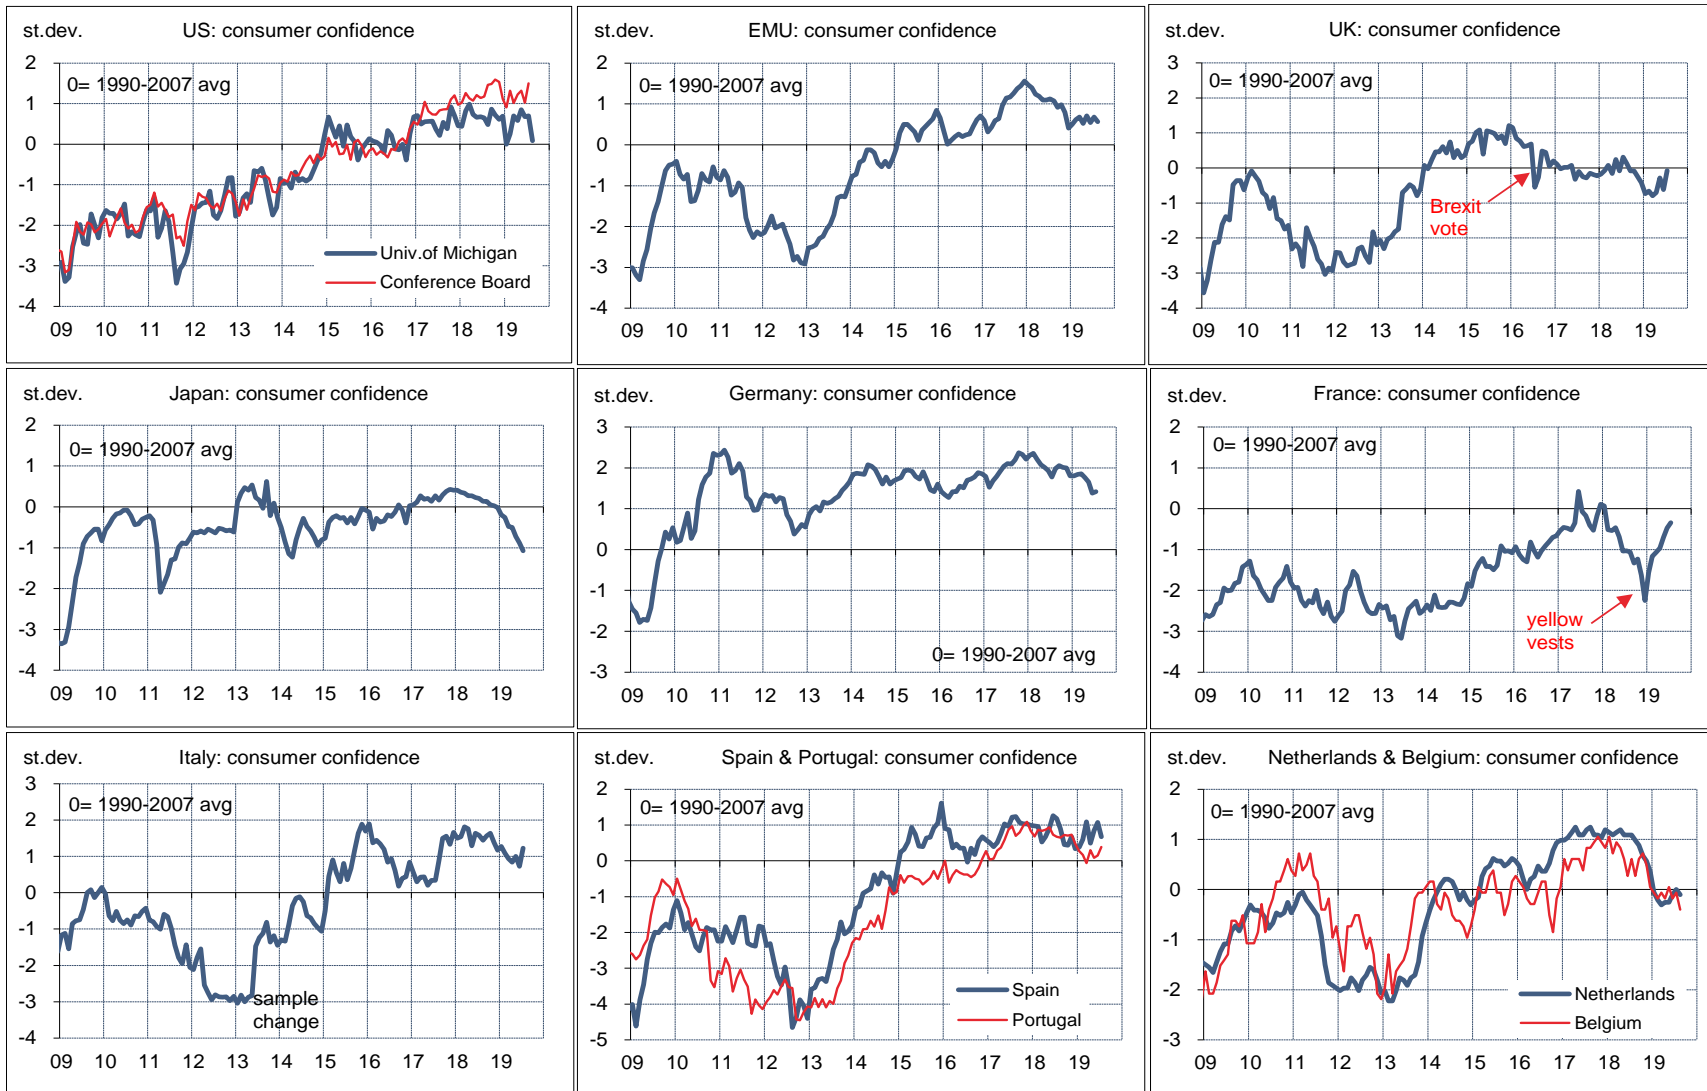 st.dev.
US: consumer confidence
0= 1990-2007 avg
2
1
0
-1
-2
-3
-4
Univ.of Michigan
Conference Board
09 10 11 12 13 14 15 16 17 18 19
st.dev.
EMU: consumer confidence
0= 1990-2007 avg
2
1
0
-1
-2
-3
-4
09 10 11 12 13 14 15 16 17 18 19
st.dev.
UK: consumer confidence
0= 1990-2007 avg
3
2
1
0
-1
-2
-3
-4
Brexit
vote
09 10 11 12 13 14 15 16 17 18 19
st.dev.
Japan: consumer confidence
0= 1990-2007 avg
2
1
0
-1
-2
-3
-4
09 10 11 12 13 14 15 16 17 18 19
st.dev.
Germany: consumer confidence
3
2
1
0
-1
-2
-3
0= 1990-2007 avg
09 10 11 12 13 14 15 16 17 18 19
st.dev.
France: consumer confidence
0= 1990-2007 avg
2
1
0
-1
-2
-3
-4
yellow
vests
09 10 11 12 13 14 15 16 17 18 19
st.dev.
Italy: consumer confidence
0= 1990-2007 avg
3
2
1
0
-1
-2
-3
-4
sample
change
09 10 11 12 13 14 15 16 17 18 19
st.dev.
Spain & Portugal: consumer confidence
0= 1990-2007 avg
2
1
0
-1
-2
-3
-4
-5
Spain
Portugal
09 10 11 12 13 14 15 16 17 18 19
st.dev.
Netherlands & Belgium: consumer confidence
0= 1990-2007 avg
2
1
0
-1
-2
-3
Netherlands
Belgium
09 10 11 12 13 14 15 16 17 18 19